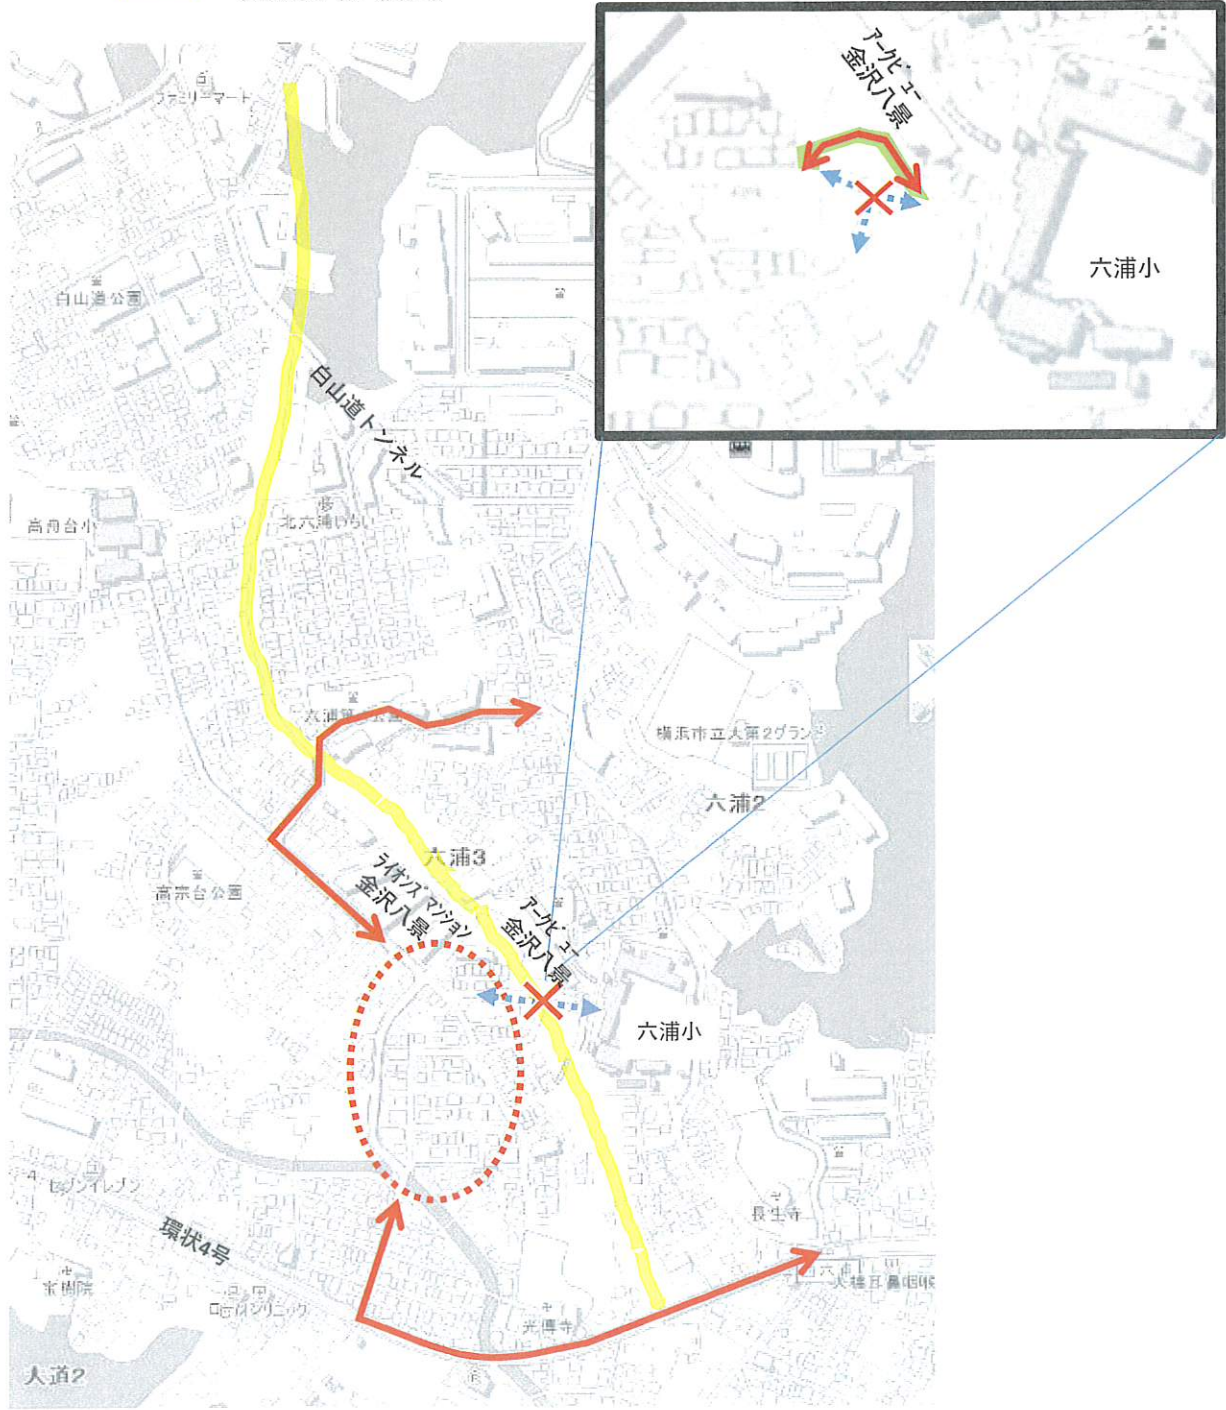 アークビュー
金沢八景
六浦小
ファミリーマート
白山道公園
白山道トンネル
高舟台小
北六浦いらい
横浜市立大第2グランド
六浦2
六浦3
ライオンズマンション
金沢八景
高宗台公園
アークビュー
金沢八景
六浦小
4
セブンイレブン
環状4号
長生寺
宝樹院
光傳寺
大道2